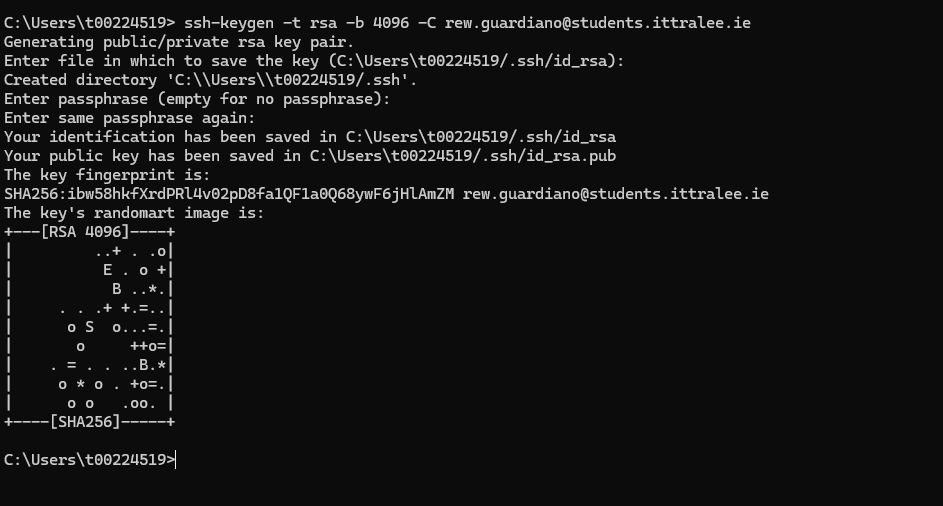 C:\Users\t00224519> ssh-keygen -t rsa -b 4096 -C rew.guardiano@students.ittralee.ie
Generating public/private rsa key pair.
Enter file in which to save the key (C:\Users\t00224519/.ssh/id_rsa):
Created directory 'C:\\Users\\t00224519/.ssh'.
Enter passphrase (empty for no passphrase):
Enter same passphrase again:
Your identification has been saved in C:\Users\t00224519/.ssh/id_rsa
Your public key has been saved in C:\Users\t00224519/.ssh/id_rsa.pub
The key fingerprint is:
SHA256:ibw58hkfXrdPRl4v02pD8fa1QF1a0Q68ywF6jHlAmZM rew.guardiano@students.ittralee.ie
The key's randomart image is:
+---[RSA 4096]----+
|         ..+ . .o|
|          E . o +|
|           B ..*.|
|     . . .+ +.=..|
|      o S  o...=.|
|       o     ++o=|
|    . = . . ..B.*|
|     o * o . +o=.|
|      o o   .oo. |
+----[SHA256]-----+
C:\Users\t00224519>